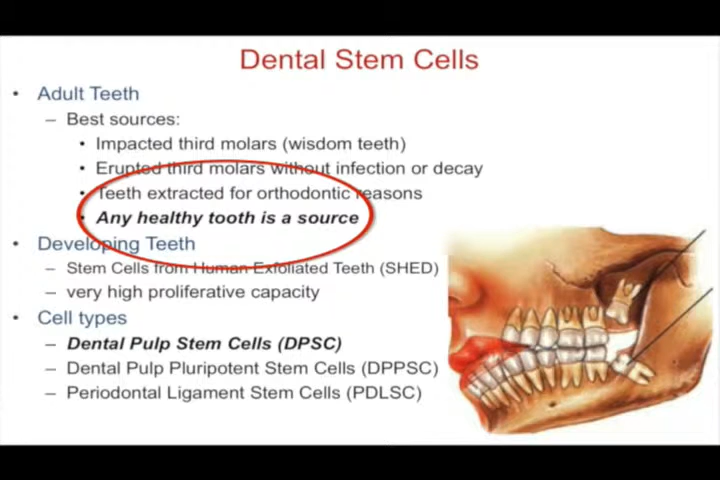 Dental Stem Cells
• Adult Teeth
– Best sources:
• Impacted third molars (wisdom teeth)
• Erupted third molars without infection or decay
• Teeth extracted for orthodontic reasons
• Any healthy tooth is a source
• Developing Teeth
– Stem Cells from Human Exfoliated Teeth (SHED)
– very high proliferative capacity
• Cell types
– Dental Pulp Stem Cells (DPSC)
– Dental Pulp Pluripotent Stem Cells (DPPSC)
– Periodontal Ligament Stem Cells (PDLSC)